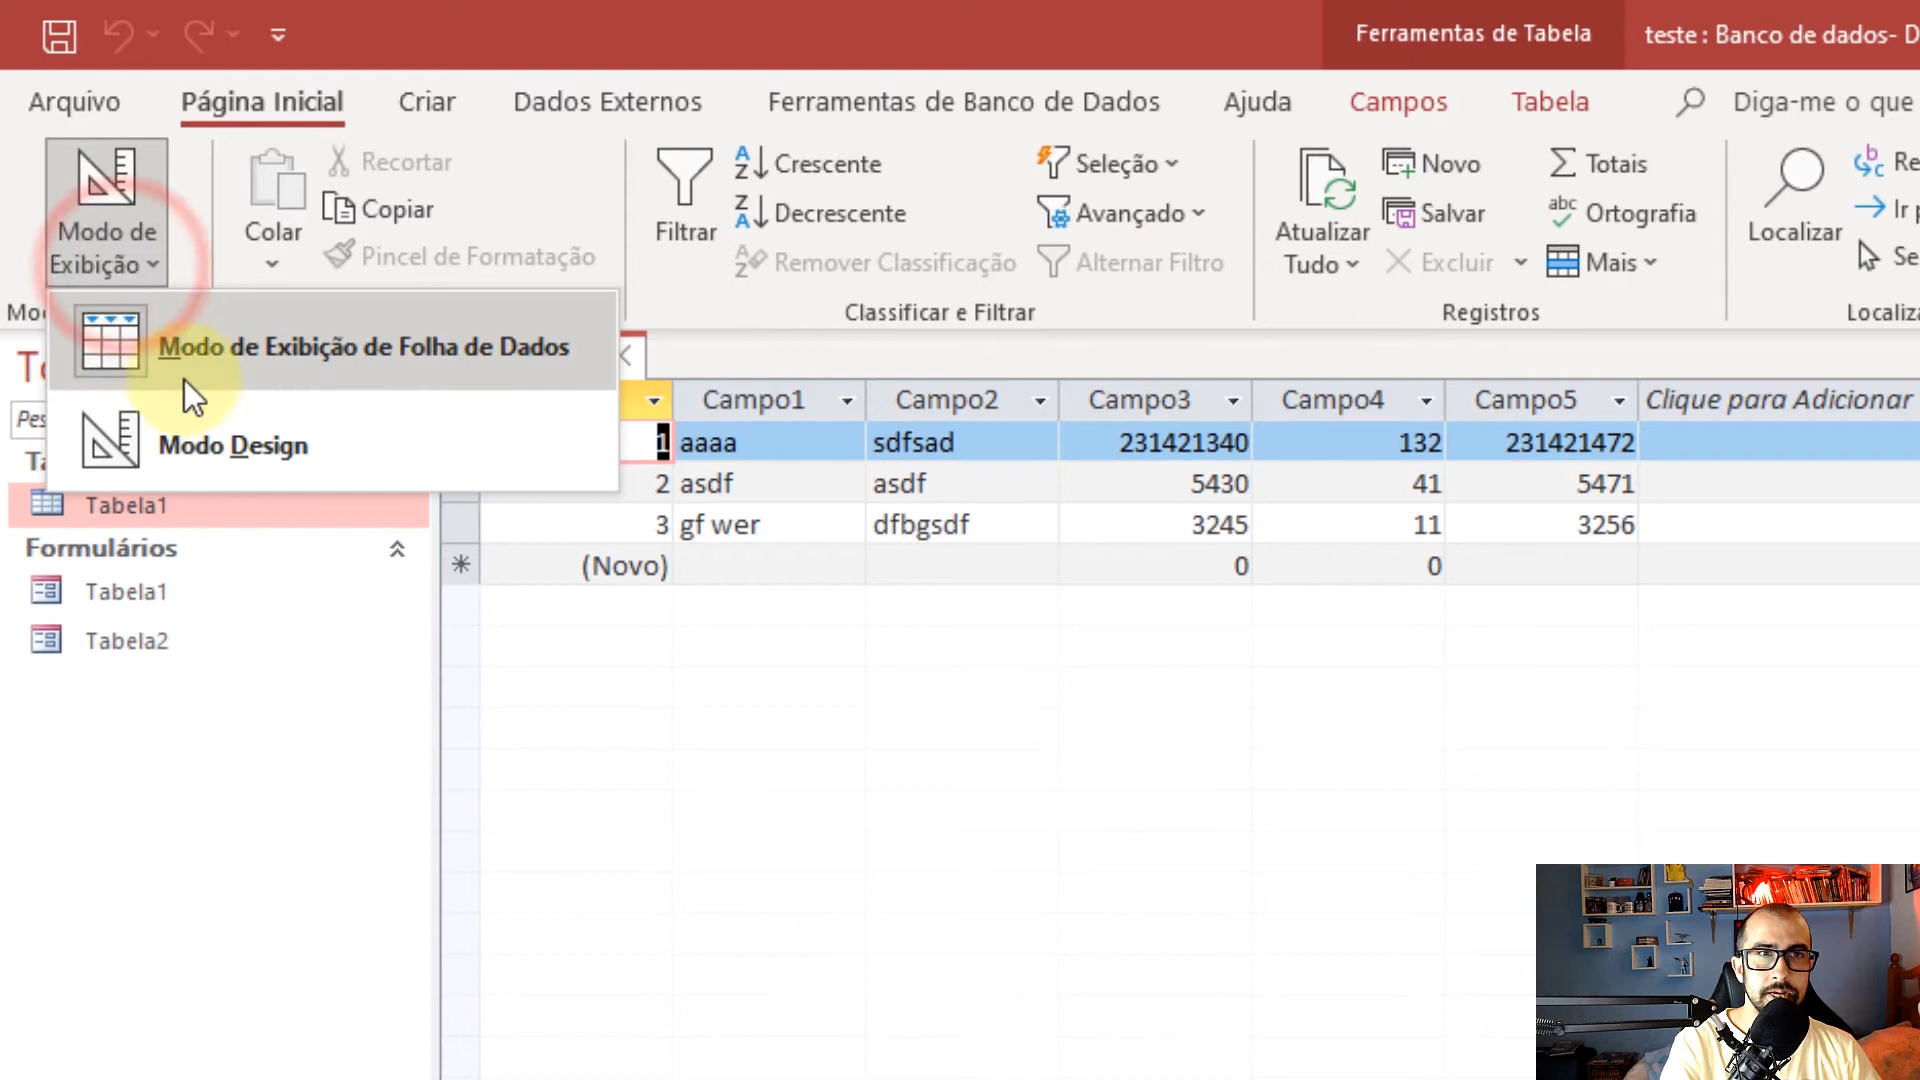 Ferramentas de Tabela
teste : Banco de dados- D
Arquivo Página Inicial Criar Dados Externos Ferramentas de Banco de Dados Ajuda Campos Tabela Diga-me o que
Modo de Exibição
Colar
Recortar
Copiar
Pincel de Formatação
Filtrar
Crescente
Decrescente
Remover Classificação
Seleção
Avançado
Alternar Filtro
Classificar e Filtrar
Atualizar
Tudo
Novo
Salvar
Excluir
Totais
Ortografia
Mais
Registros
Localizar
Re
Ir p
Se
Localiz
Modo de Exibição de Folha de Dados
Modo Design
Pes
Tabela1
Formulários
Tabela1
Tabela2
Campo1 Campo2 Campo3 Campo4 Campo5 Clique para Adicionar
1 aaaa sdfsad 231421340 132 231421472
2 asdf asdf 5430 41 5471
3 gf wer dfbgsdf 3245 11 3256
(Novo) 0 0